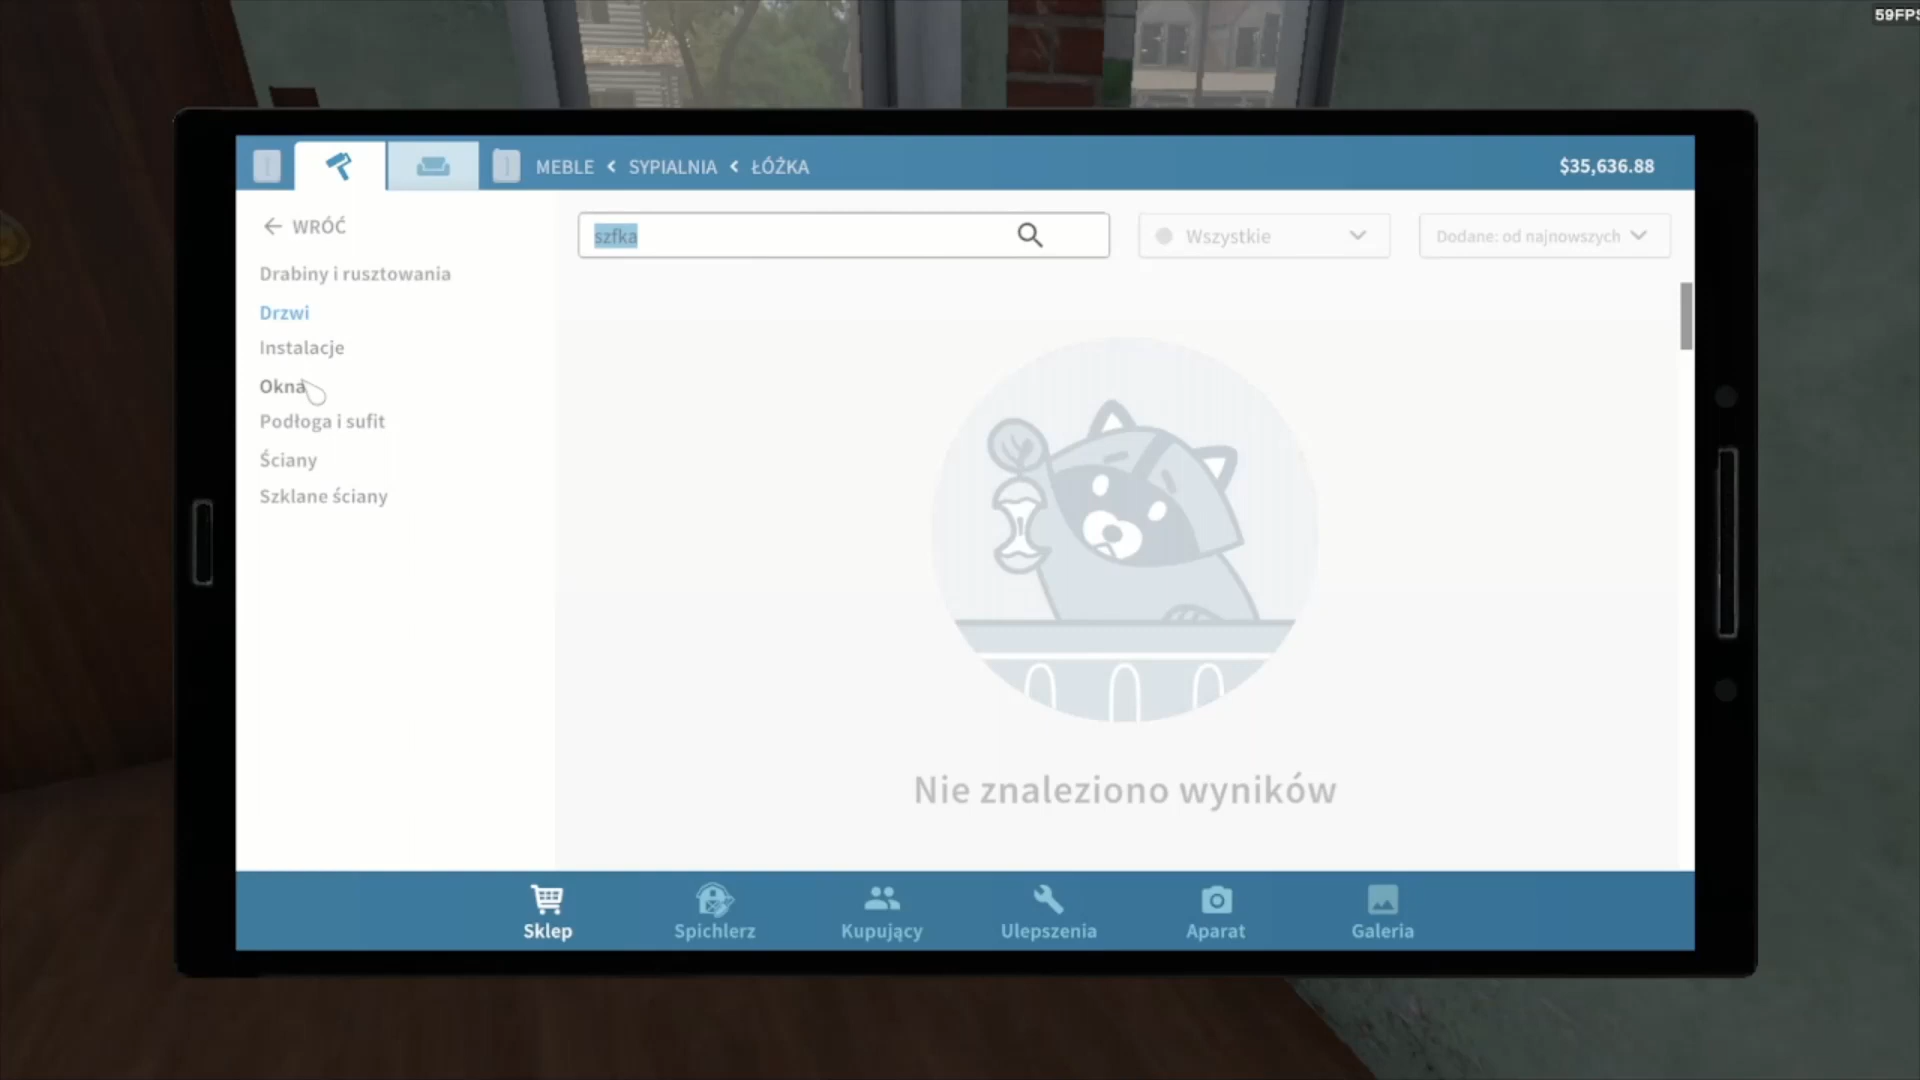 59FPS
MEBLE < SYPIALNIA < ŁÓŻKA
$35,636.88
WRÓĆ
szfka
Wszystkie
Dodane: od najnowszych
Drabiny i rusztowania
Drzwi
Instalacje
Okna
Podłoga i sufit
Ściany
Szklane ściany
Nie znaleziono wyników
Sklep
Spichlerz
Kupujący
Ulepszenia
Aparat
Galeria